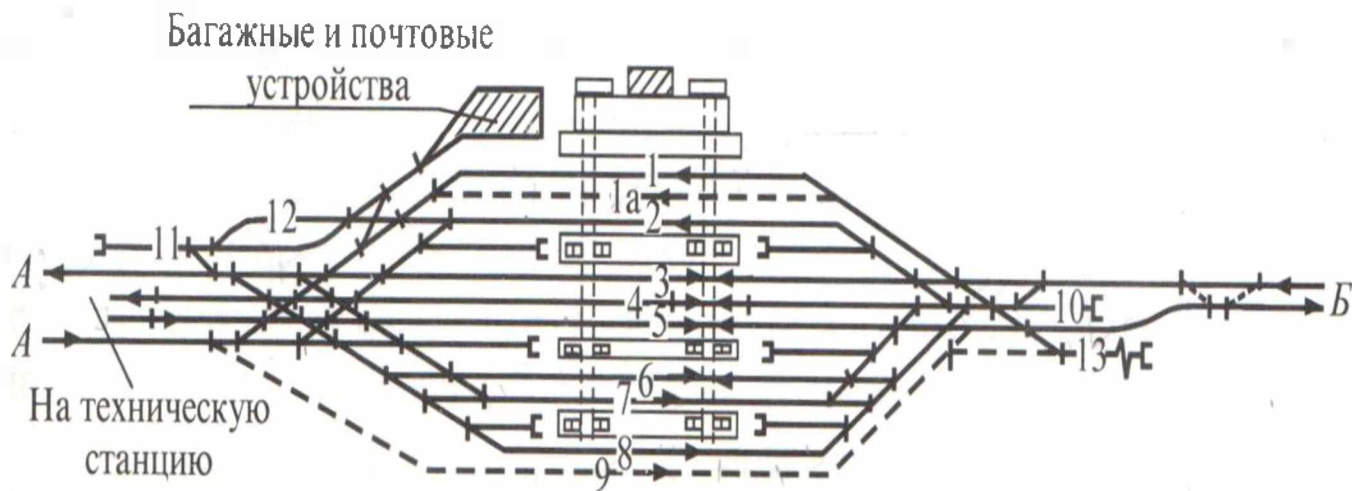 Багажные и почтовые
устройства
1
1а
2
12
11
А
3
4
10
Б
5
А
13
6
На техническую
7
станцию
8
9